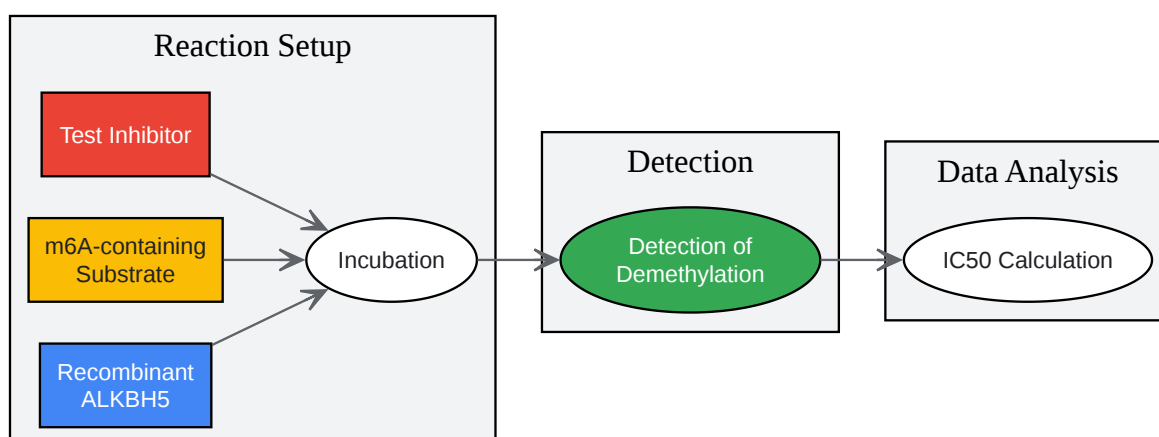 Reaction Setup
Test Inhibitor
m6A-containing
Substrate
Recombinant
ALKBH5
Incubation
Detection
Detection of
Demethylation
Data Analysis
IC50 Calculation